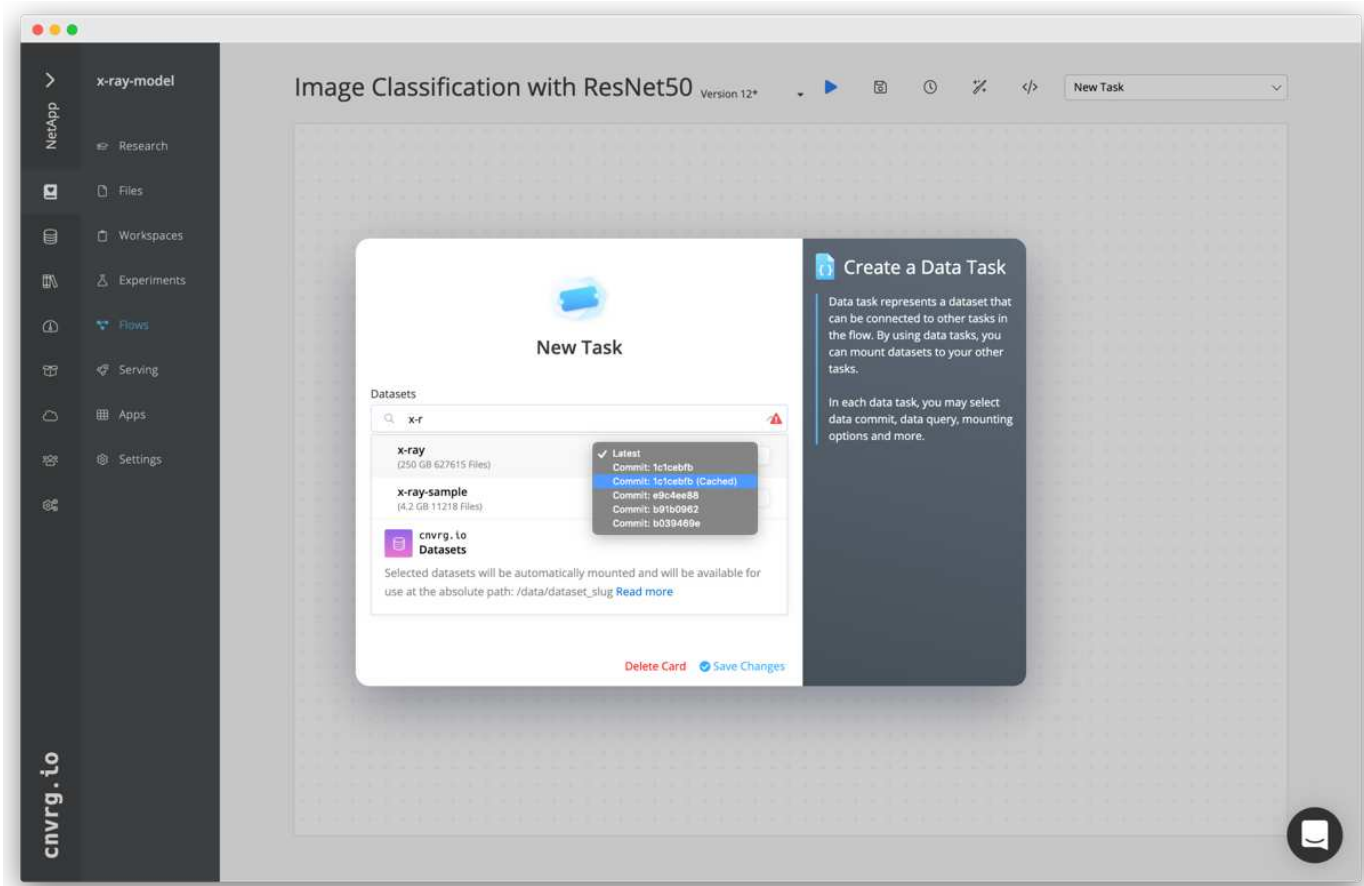 NetApp
x-ray-model
Research
Files
Workspaces
Experiments
Flows
Serving
Apps
Settings
cnvrg.io
Image Classification with ResNet50 Version 12*
New Task
New Task
Datasets
x-r
x-ray
(250 GB 627615 Files)
x-ray-sample
(4.2 GB 11218 Files)
✓ Latest
Commit: 1c1cebfb
Commit: 1c1cebfb (Cached)
Commit: e9c4ee88
Commit: b91b0962
Commit: b039469e
cnvrg.io
Datasets
Selected datasets will be automatically mounted and will be available for
use at the absolute path: /data/dataset_slug Read more
Delete Card
Save Changes
Create a Data Task
Data task represents a dataset that
can be connected to other tasks in
the flow. By using data tasks, you
can mount datasets to your other
tasks.
In each data task, you may select
data commit, data query, mounting
options and more.